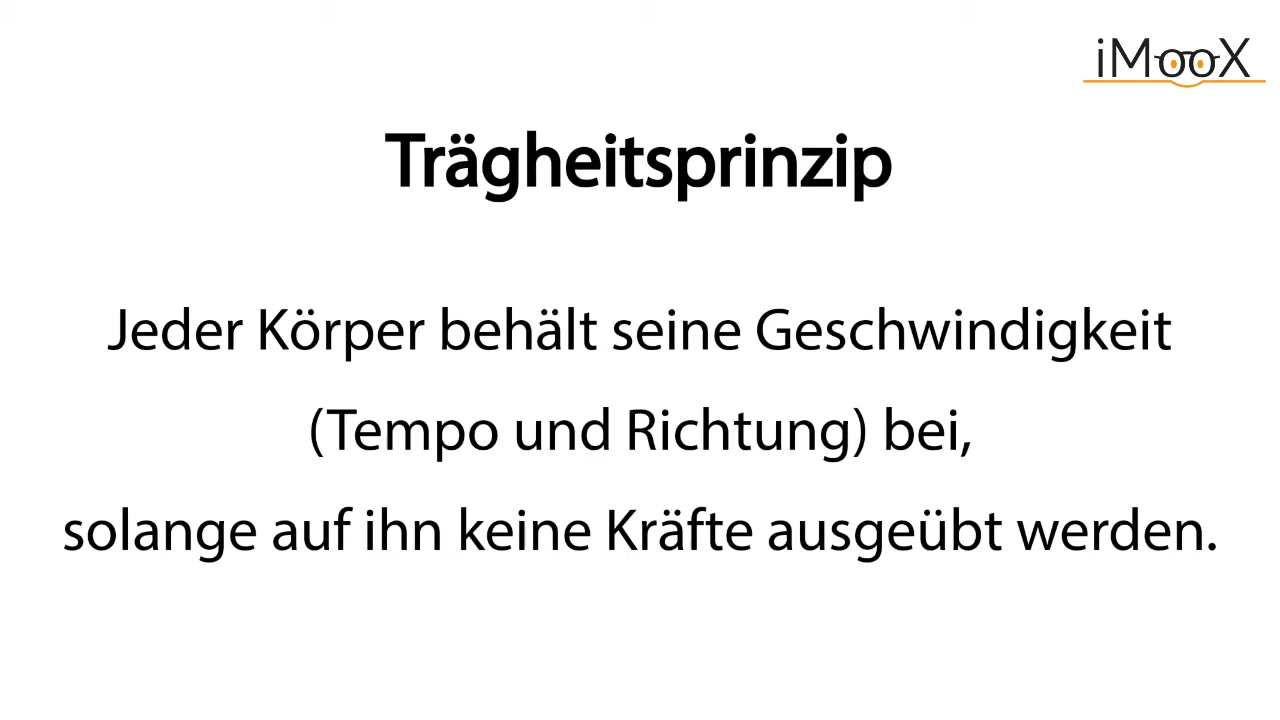 iMooX
Trägheitsprinzip
Jeder Körper behält seine Geschwindigkeit
(Tempo und Richtung) bei,
solange auf ihn keine Kräfte ausgeübt werden.